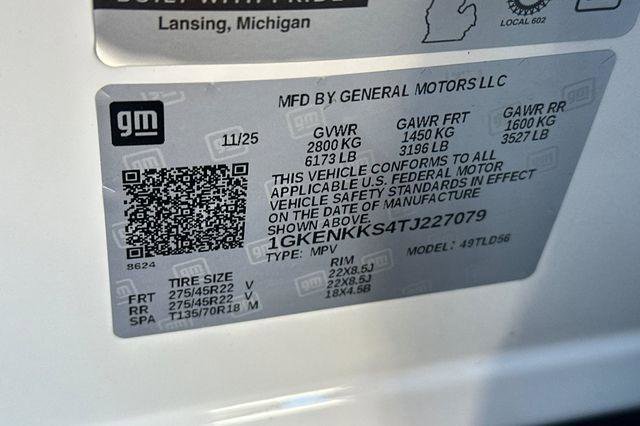 BUILT WITH PRIDE
Lansing, Michigan
LOCAL 602
gm
MFD BY GENERAL MOTORS LLC
11/25
GVWR
2800 KG
6173 LB
GAWR FRT
1450 KG
3196 LB
GAWR RR
1600 KG
3527 LB
THIS VEHICLE CONFORMS TO ALL
APPLICABLE U.S. FEDERAL MOTOR
VEHICLE SAFETY STANDARDS IN EFFECT
ON THE DATE OF MANUFACTURE
SHOWN ABOVE.
1GKENKKS4TJ227079
TYPE: MPV
MODEL: 49TLD56
8624
TIRE SIZE
RIM
FRT 275/45R22 V 22X8.5J
RR 275/45R22 V 22X8.5J
SPA T135/70R18 M 18X4.5B